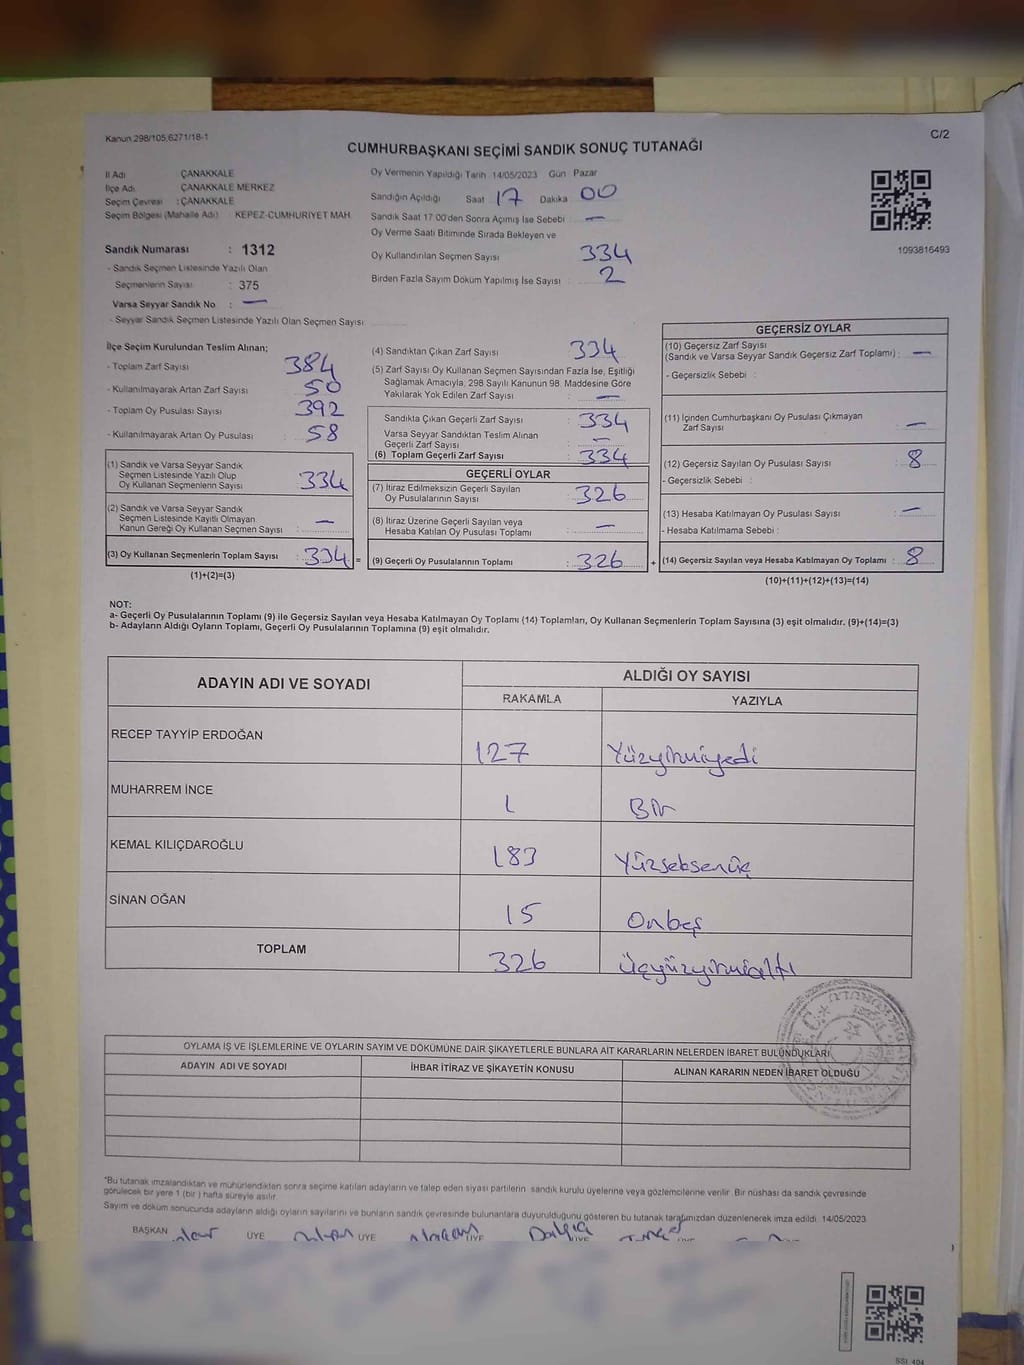 Kanun 298/105,6271/18-1
C/2
CUMHURBAŞKANI SEÇİMİ SANDIK SONUÇ TUTANAĞI
İl Adı ÇANAKKALE
İlçe Adı ÇANAKKALE MERKEZ
Seçim Çevresi : ÇANAKKALE
Seçim Bölgesi (Mahalle Adı) : KEPEZ-CUMHURİYET MAH.
Sandık Numarası : 1312
- Sandık Seçmen Listesinde Yazılı Olan
Seçmenlerin Sayısı : 375
Varsa Seyyar Sandık No : —
- Seyyar Sandık Seçmen Listesinde Yazılı Olan Seçmen Sayısı
Oy Vermenin Yapıldığı Tarih 14/05/2023 Gün Pazar
Sandığın Açıldığı Saat 17 Dakika 00
Sandık Saat 17:00'den Sonra Açımış İse Sebebi : —
Oy Verme Saati Bitiminde Sırada Bekleyen ve
Oy Kullandırılan Seçmen Sayısı 334
Birden Fazla Sayım Döküm Yapılmış İse Sayısı : 2
1093816493
İlçe Seçim Kurulundan Teslim Alınan;
- Toplam Zarf Sayısı : 384
- Kullanılmayarak Artan Zarf Sayısı : 50
- Toplam Oy Pusulası Sayısı : 392
- Kullanılmayarak Artan Oy Pusulası : 58
(1) Sandık ve Varsa Seyyar Sandık
Seçmen Listesinde Yazılı Olup
Oy Kullanan Seçmenlerin Sayısı : 334
(2) Sandık ve Varsa Seyyar Sandık
Seçmen Listesinde Kayıtlı Olmayan
Kanun Gereği Oy Kullanan Seçmen Sayısı : —
(3) Oy Kullanan Seçmenlerin Toplam Sayısı : 334 =
(1)+(2)=(3)
(4) Sandıktan Çıkan Zarf Sayısı 334
(5) Zarf Sayısı Oy Kullanan Seçmen Sayısından Fazla İse, Eşitliği
Sağlamak Amacıyla, 298 Sayılı Kanunun 98. Maddesine Göre
Yakılarak Yok Edilen Zarf Sayısı : —
Sandıkta Çıkan Geçerli Zarf Sayısı : 334
Varsa Seyyar Sandıktan Teslim Alınan
Geçerli Zarf Sayısı : —
(6) Toplam Geçerli Zarf Sayısı : 334
GEÇERLİ OYLAR
(7) İtiraz Edilmeksizin Geçerli Sayılan
Oy Pusulalarının Sayısı : 326
(8) İtiraz Üzerine Geçerli Sayılan veya
Hesaba Katılan Oy Pusulası Toplamı : —
(9) Geçerli Oy Pusulalarının Toplamı : 326 +
GEÇERSİZ OYLAR
(10) Geçersiz Zarf Sayısı
(Sandık ve Varsa Seyyar Sandık Geçersiz Zarf Toplamı) : —
- Geçersizlik Sebebi :
(11) İçinden Cumhurbaşkanı Oy Pusulası Çıkmayan
Zarf Sayısı : —
(12) Geçersiz Sayılan Oy Pusulası Sayısı : 8
- Geçersizlik Sebebi :
(13) Hesaba Katılmayan Oy Pusulası Sayısı : —
- Hesaba Katılmama Sebebi :
(14) Geçersiz Sayılan veya Hesaba Katılmayan Oy Toplamı : 8
(10)+(11)+(12)+(13)=(14)
NOT:
a- Geçerli Oy Pusulalarının Toplamı (9) ile Geçersiz Sayılan veya Hesaba Katılmayan Oy Toplamı (14) Toplamları, Oy Kullanan Seçmenlerin Toplam Sayısına (3) eşit olmalıdır. (9)+(14)=(3)
b- Adayların Aldığı Oyların Toplamı, Geçerli Oy Pusulalarının Toplamına (9) eşit olmalıdır.
ADAYIN ADI VE SOYADI ALDIĞI OY SAYISI
RAKAMLA YAZIYLA
RECEP TAYYİP ERDOĞAN 127 Yüzyirmiyedi
MUHARREM İNCE 1 Bir
KEMAL KILIÇDAROĞLU 183 Yüzseksenüç
SİNAN OĞAN 15 Onbeş
TOPLAM 326 Üçyüzyirmialtı
OYLAMA İŞ VE İŞLEMLERİNE VE OYLARIN SAYIM VE DÖKÜMÜNE DAİR ŞİKAYETLERLE BUNLARA AİT KARARLARIN NELERDEN İBARET BULUNDUKLARI
ADAYIN ADI VE SOYADI İHBAR İTİRAZ VE ŞİKAYETİN KONUSU ALINAN KARARIN NEDEN İBARET OLDUĞU
*Bu tutanak imzalandıktan ve mühürlendikten sonra seçime katılan adayların ve talep eden siyasi partilerin sandık kurulu üyelerine veya gözlemcilerine verilir. Bir nüshası da sandık çevresinde
görülecek bir yere 1 (bir) hafta süreyle asılır.
Sayım ve döküm sonucunda adayların aldığı oyların sayılarını ve bunların sandık çevresinde bulunanlara duyurulduğunu gösteren bu tutanak tarafımızdan düzenlenerek imza edildi. 14/05/2023
BAŞKAN ÜYE ÜYE ÜYE ÜYE